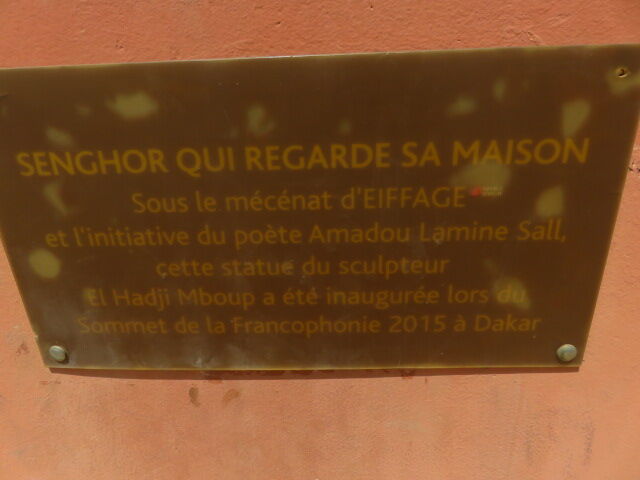 SENGHOR QUI REGARDE SA MAISON
Sous le mécénat d'EIFFAGE
et l'initiative du poète Amadou Lamine Sall,
cette statue du sculpteur
El Hadji Mboup a été inaugurée lors du
Sommet de la Francophonie 2015 à Dakar